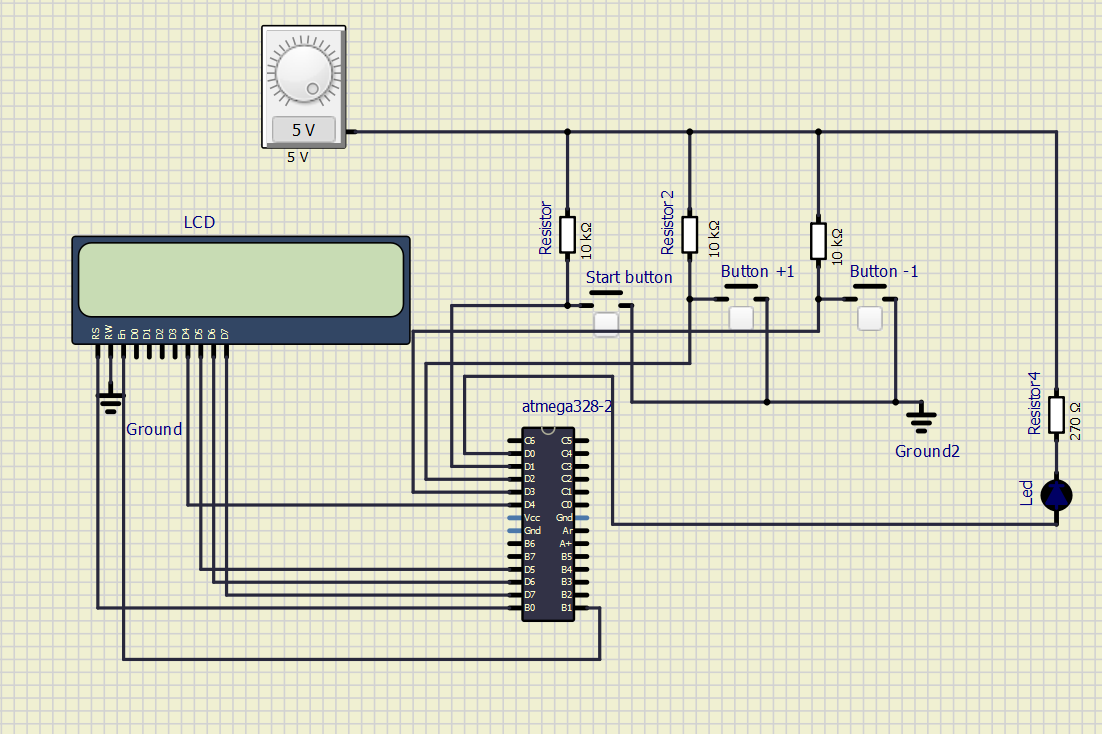 5 V
5 V
LCD
RS
RW
En
D0
D1
D2
D3
D4
D5
D6
D7
Ground
Resistor
10 kΩ
Resistor 2
10 kΩ
10 kΩ
Start button
Button +1
Button -1
atmega328-2
C6
D0
D1
D2
D3
D4
Vcc
Gnd
B6
B7
D5
D6
D7
B0
C5
C4
C3
C2
C1
C0
Gnd
Ar
A+
B5
B4
B3
B2
B1
Ground2
Resistor4
270 Ω
Led